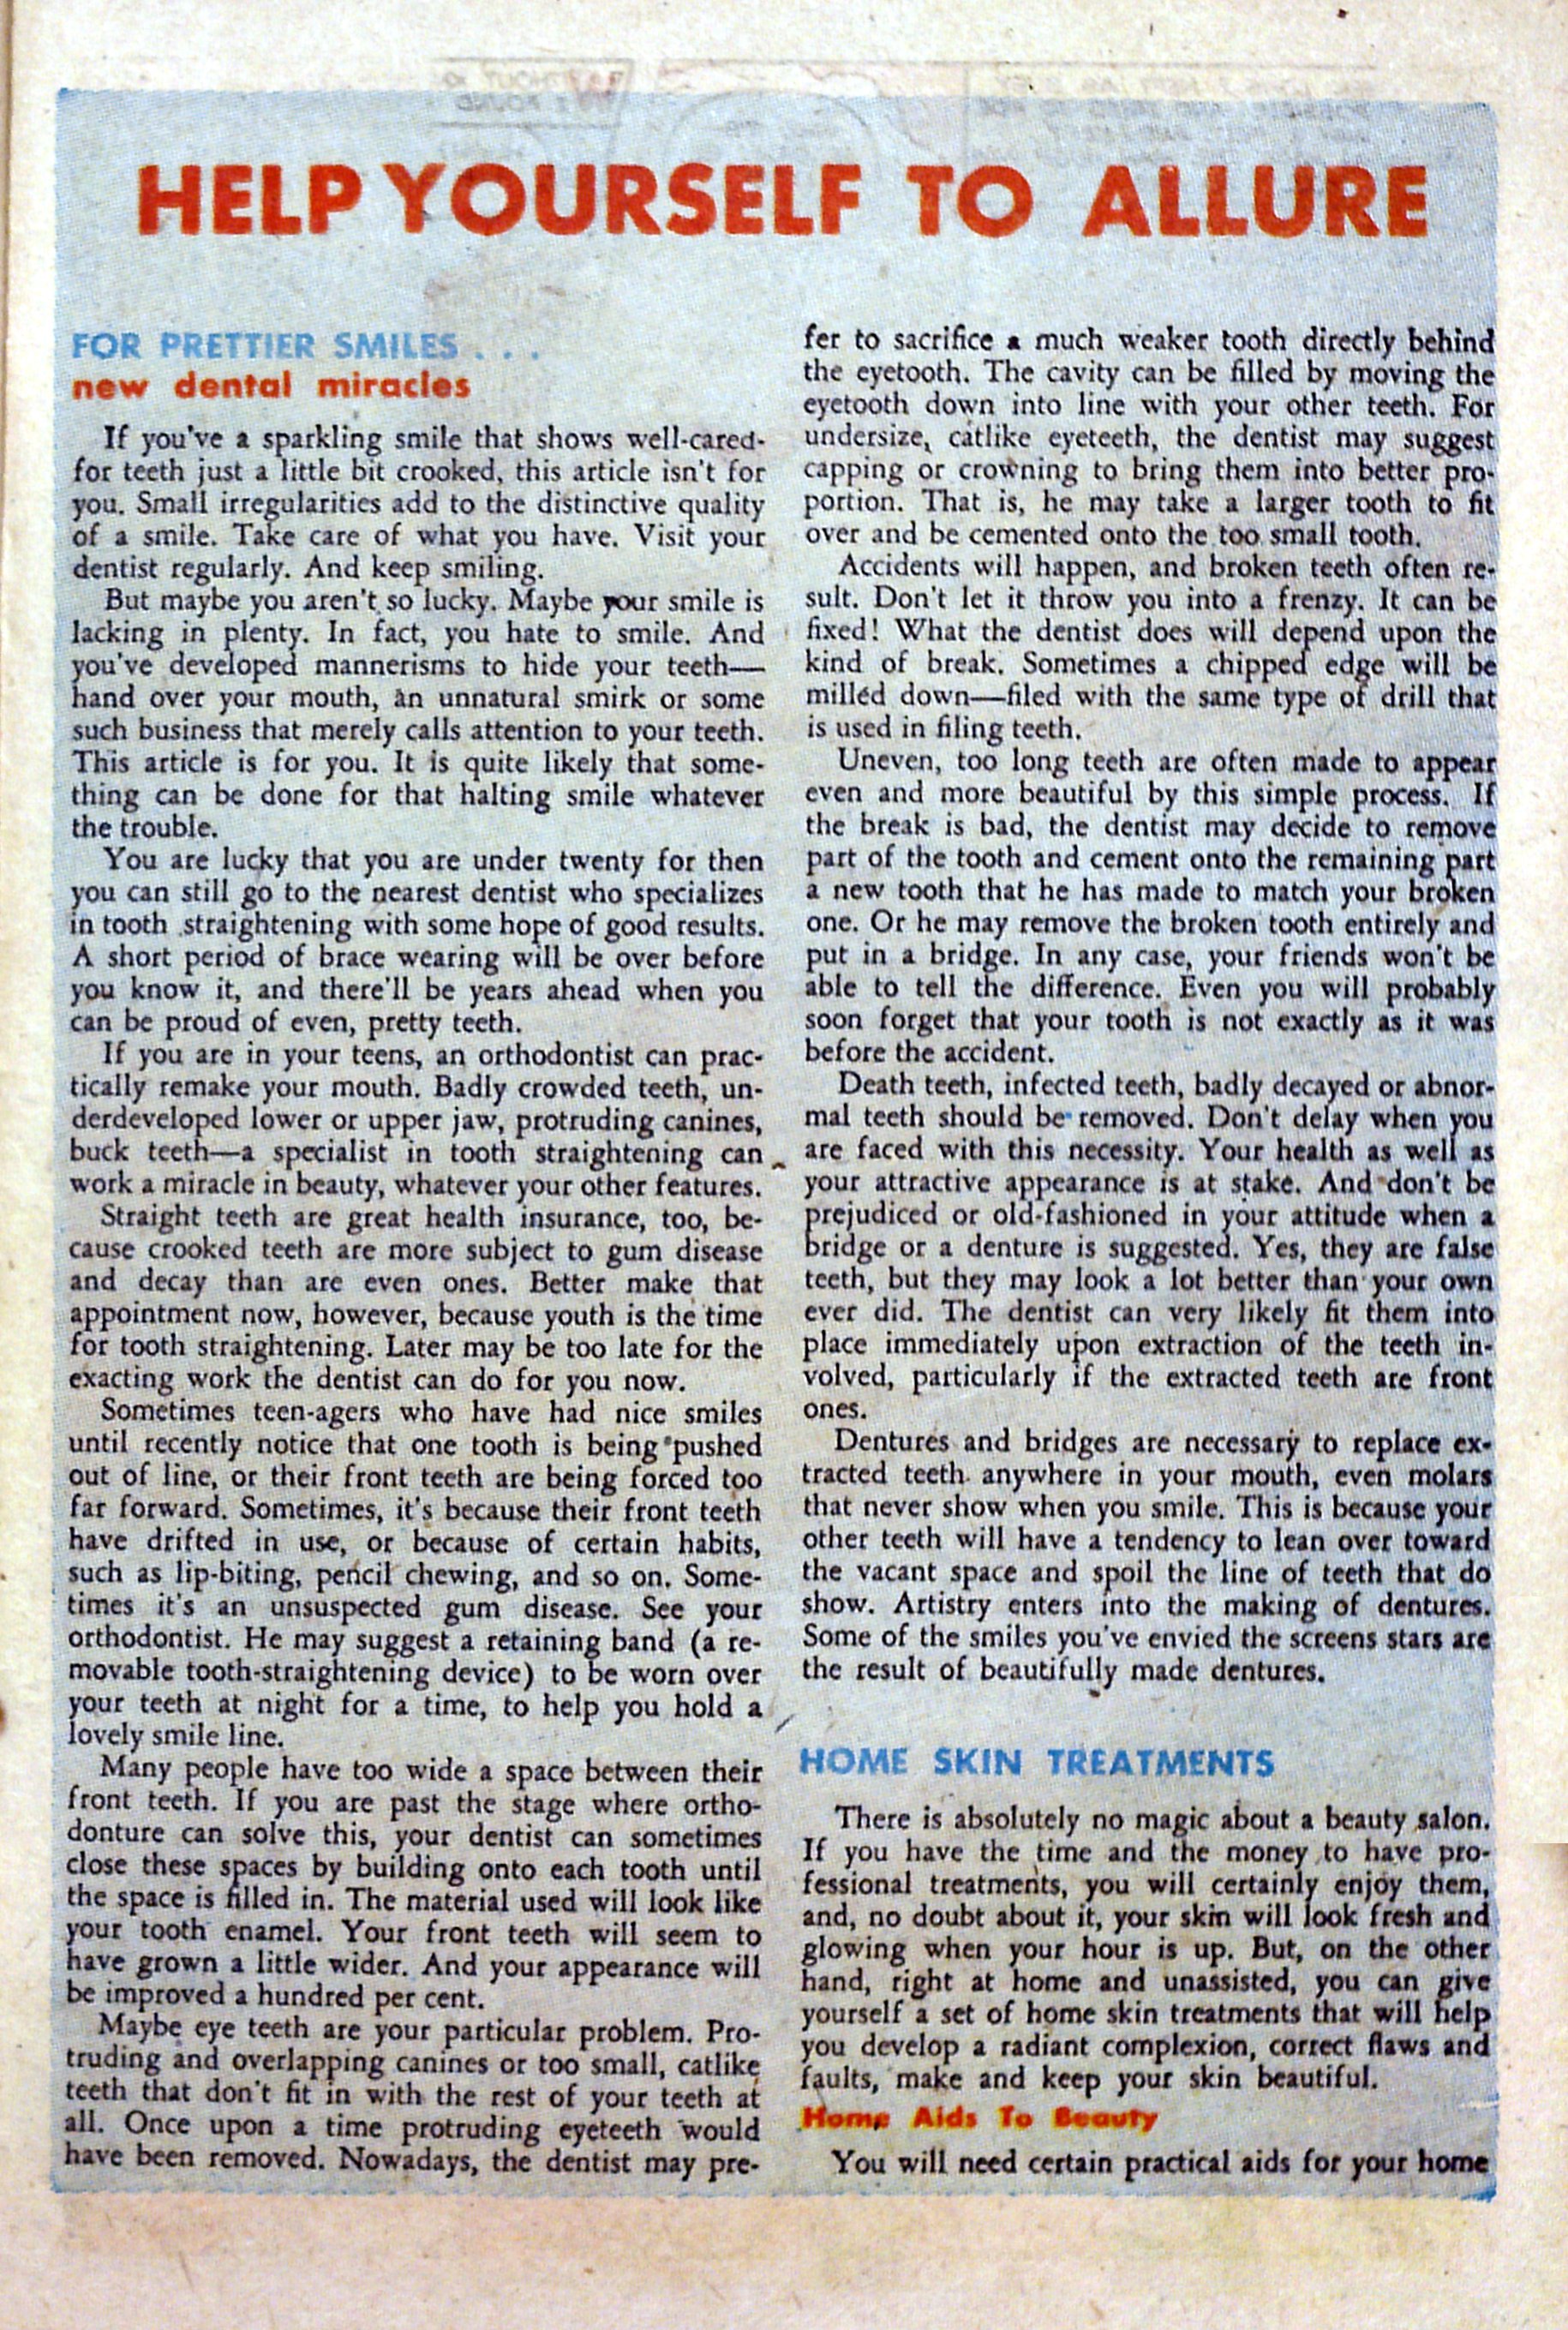 HELP YOURSELF TO ALLURE
FOR PRETTIER SMILES . . .
new dental miracles
If you've a sparkling smile that shows well-cared-
for teeth just a little bit crooked, this article isn't for
you. Small irregularities add to the distinctive quality
of a smile. Take care of what you have. Visit your
dentist regularly. And keep smiling.
But maybe you aren't so lucky. Maybe your smile is
lacking in plenty. In fact, you hate to smile. And
you've developed mannerisms to hide your teeth—
hand over your mouth, an unnatural smirk or some
such business that merely calls attention to your teeth.
This article is for you. It is quite likely that some-
thing can be done for that halting smile whatever
the trouble.
You are lucky that you are under twenty for then
you can still go to the nearest dentist who specializes
in tooth straightening with some hope of good results.
A short period of brace wearing will be over before
you know it, and there'll be years ahead when you
can be proud of even, pretty teeth.
If you are in your teens, an orthodontist can prac-
tically remake your mouth. Badly crowded teeth, un-
derdeveloped lower or upper jaw, protruding canines,
buck teeth—a specialist in tooth straightening can
work a miracle in beauty, whatever your other features.
Straight teeth are great health insurance, too, be-
cause crooked teeth are more subject to gum disease
and decay than are even ones. Better make that
appointment now, however, because youth is the time
for tooth straightening. Later may be too late for the
exacting work the dentist can do for you now.
Sometimes teen-agers who have had nice smiles
until recently notice that one tooth is being pushed
out of line, or their front teeth are being forced too
far forward. Sometimes, it's because their front teeth
have drifted in use, or because of certain habits,
such as lip-biting, pencil chewing, and so on. Some-
times it's an unsuspected gum disease. See your
orthodontist. He may suggest a retaining band (a re-
movable tooth-straightening device) to be worn over
your teeth at night for a time, to help you hold a
lovely smile line.
Many people have too wide a space between their
front teeth. If you are past the stage where ortho-
donture can solve this, your dentist can sometimes
close these spaces by building onto each tooth until
the space is filled in. The material used will look like
your tooth enamel. Your front teeth will seem to
have grown a little wider. And your appearance will
be improved a hundred per cent.
Maybe eye teeth are your particular problem. Pro-
truding and overlapping canines or too small, catlike
teeth that don't fit in with the rest of your teeth at
all. Once upon a time protruding eyeteeth would
have been removed. Nowadays, the dentist may pre-
fer to sacrifice a much weaker tooth directly behind
the eyetooth. The cavity can be filled by moving the
eyetooth down into line with your other teeth. For
undersize, catlike eyeteeth, the dentist may suggest
capping or crowning to bring them into better pro-
portion. That is, he may take a larger tooth to fit
over and be cemented onto the too small tooth.
Accidents will happen, and broken teeth often re-
sult. Don't let it throw you into a frenzy. It can be
fixed! What the dentist does will depend upon the
kind of break. Sometimes a chipped edge will be
milled down—filed with the same type of drill that
is used in filing teeth.
Uneven, too long teeth are often made to appear
even and more beautiful by this simple process. If
the break is bad, the dentist may decide to remove
part of the tooth and cement onto the remaining part
a new tooth that he has made to match your broken
one. Or he may remove the broken tooth entirely and
put in a bridge. In any case, your friends won't be
able to tell the difference. Even you will probably
soon forget that your tooth is not exactly as it was
before the accident.
Death teeth, infected teeth, badly decayed or abnor-
mal teeth should be removed. Don't delay when you
are faced with this necessity. Your health as well as
your attractive appearance is at stake. And don't be
prejudiced or old-fashioned in your attitude when a
bridge or a denture is suggested. Yes, they are false
teeth, but they may look a lot better than your own
ever did. The dentist can very likely fit them into
place immediately upon extraction of the teeth in-
volved, particularly if the extracted teeth are front
ones.
Dentures and bridges are necessary to replace ex-
tracted teeth anywhere in your mouth, even molars
that never show when you smile. This is because your
other teeth will have a tendency to lean over toward
the vacant space and spoil the line of teeth that do
show. Artistry enters into the making of dentures.
Some of the smiles you've envied the screens stars are
the result of beautifully made dentures.
HOME SKIN TREATMENTS
There is absolutely no magic about a beauty salon.
If you have the time and the money to have pro-
fessional treatments, you will certainly enjoy them,
and, no doubt about it, your skin will look fresh and
glowing when your hour is up. But, on the other
hand, right at home and unassisted, you can give
yourself a set of home skin treatments that will help
you develop a radiant complexion, correct flaws and
faults, make and keep your skin beautiful.
Home Aids To Beauty
You will need certain practical aids for your home